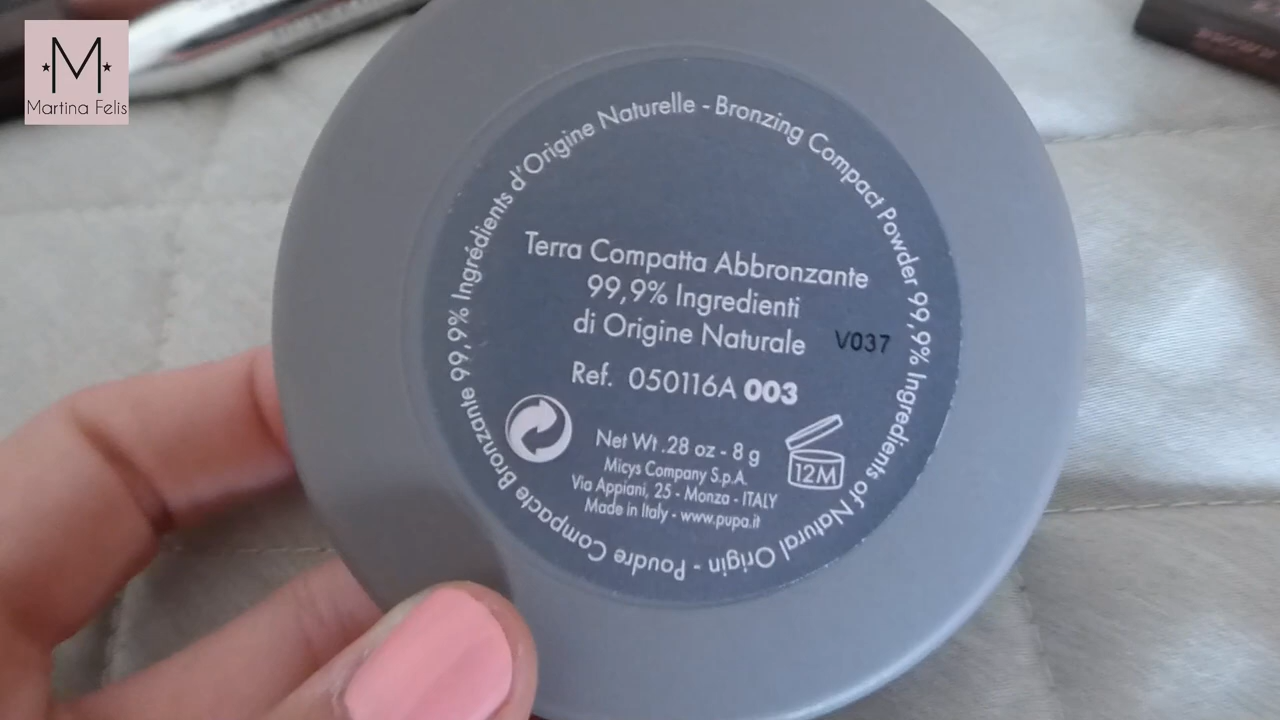 M
Martina Felis
Poudre Compacte Bronzante 99,9% Ingrédients d'Origine Naturelle - Bronzing Compact Powder 99,9% Ingredients of Natural Origin -
Terra Compatta Abbronzante
99,9% Ingredienti
di Origine Naturale
V037
Ref. 050116A 003
Net Wt .28 oz - 8 g
12M
Micys Company S.p.A.
Via Appiani, 25 - Monza - ITALY
Made in Italy - www.pupa.it